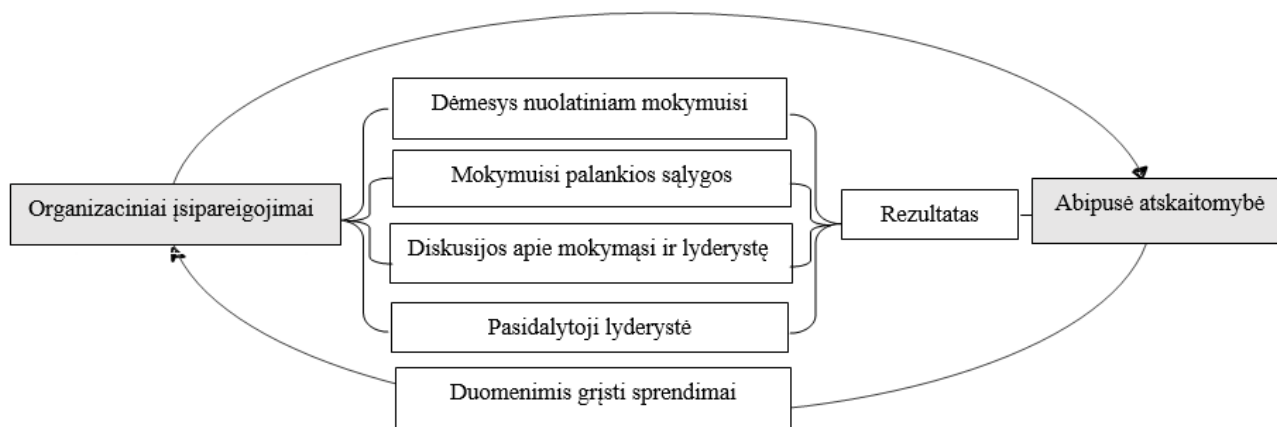 Dėmesys nuolatiniam mokymuisi
Mokymuisi palankios sąlygos
Organizaciniai įsipareigojimai
Rezultatas
Abipusė atskaitomybė
Diskusijos apie mokymąsi ir lyderystę
Pasidalytoji lyderystė
Duomenimis grįsti sprendimai